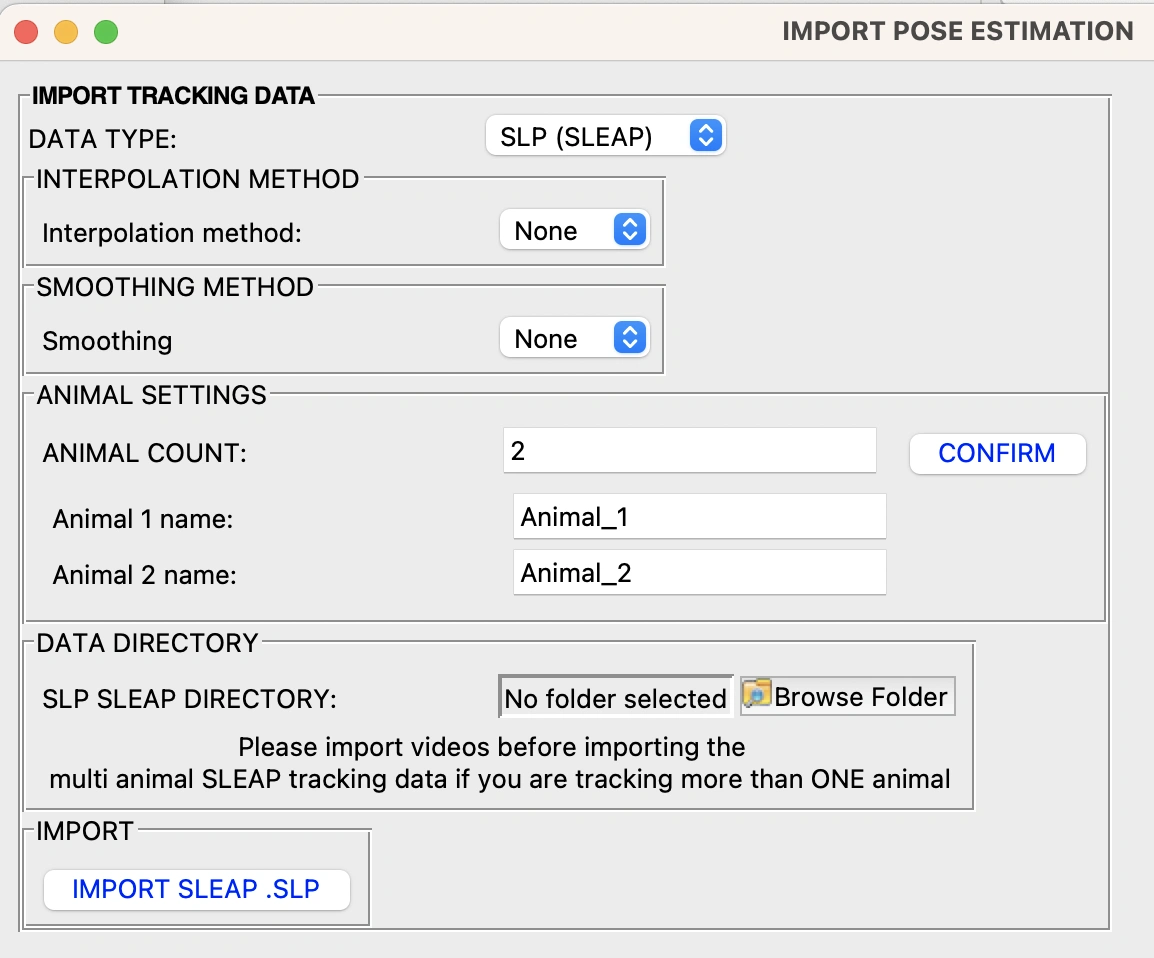 IMPORT POSE ESTIMATION
IMPORT TRACKING DATA
DATA TYPE: SLP (SLEAP)
INTERPOLATION METHOD
Interpolation method: None
SMOOTHING METHOD
Smoothing None
ANIMAL SETTINGS
ANIMAL COUNT: 2 CONFIRM
Animal 1 name: Animal_1
Animal 2 name: Animal_2
DATA DIRECTORY
SLP SLEAP DIRECTORY: No folder selected Browse Folder
Please import videos before importing the
multi animal SLEAP tracking data if you are tracking more than ONE animal
IMPORT
IMPORT SLEAP .SLP